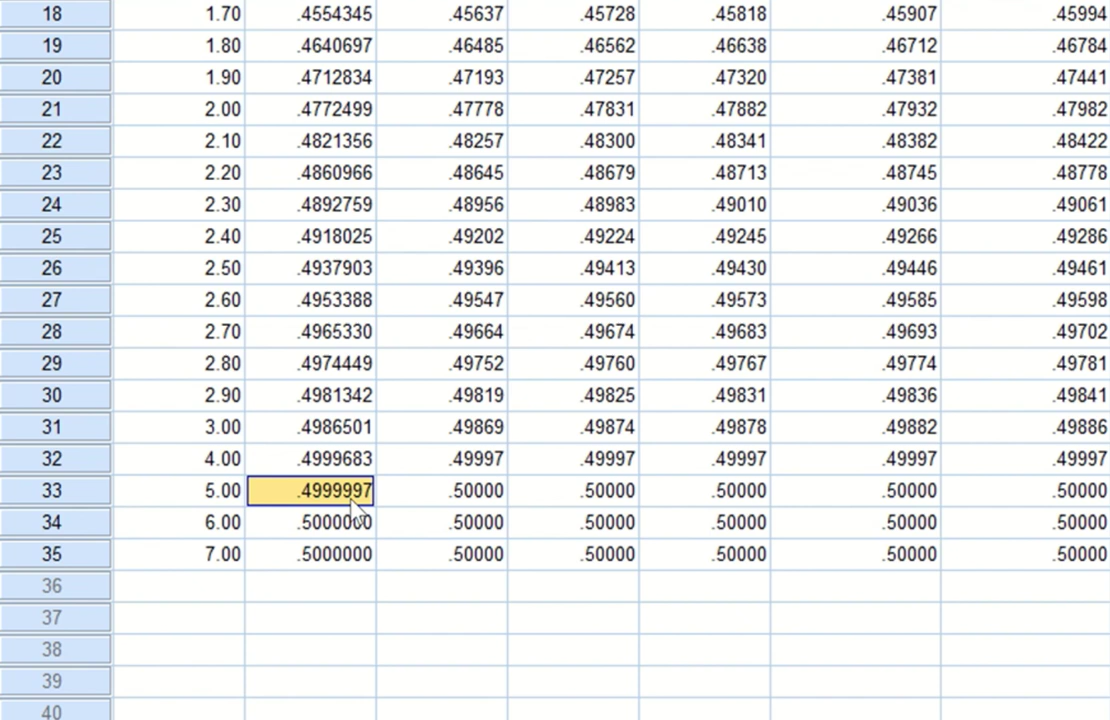 18 1.70 .4554345 .45637 .45728 .45818 .45907 .45994
19 1.80 .4640697 .46485 .46562 .46638 .46712 .46784
20 1.90 .4712834 .47193 .47257 .47320 .47381 .47441
21 2.00 .4772499 .47778 .47831 .47882 .47932 .47982
22 2.10 .4821356 .48257 .48300 .48341 .48382 .48422
23 2.20 .4860966 .48645 .48679 .48713 .48745 .48778
24 2.30 .4892759 .48956 .48983 .49010 .49036 .49061
25 2.40 .4918025 .49202 .49224 .49245 .49266 .49286
26 2.50 .4937903 .49396 .49413 .49430 .49446 .49461
27 2.60 .4953388 .49547 .49560 .49573 .49585 .49598
28 2.70 .4965330 .49664 .49674 .49683 .49693 .49702
29 2.80 .4974449 .49752 .49760 .49767 .49774 .49781
30 2.90 .4981342 .49819 .49825 .49831 .49836 .49841
31 3.00 .4986501 .49869 .49874 .49878 .49882 .49886
32 4.00 .4999683 .49997 .49997 .49997 .49997 .49997
33 5.00 .4999997 .50000 .50000 .50000 .50000 .50000
34 6.00 .5000000 .50000 .50000 .50000 .50000 .50000
35 7.00 .5000000 .50000 .50000 .50000 .50000 .50000
36
37
38
39
40